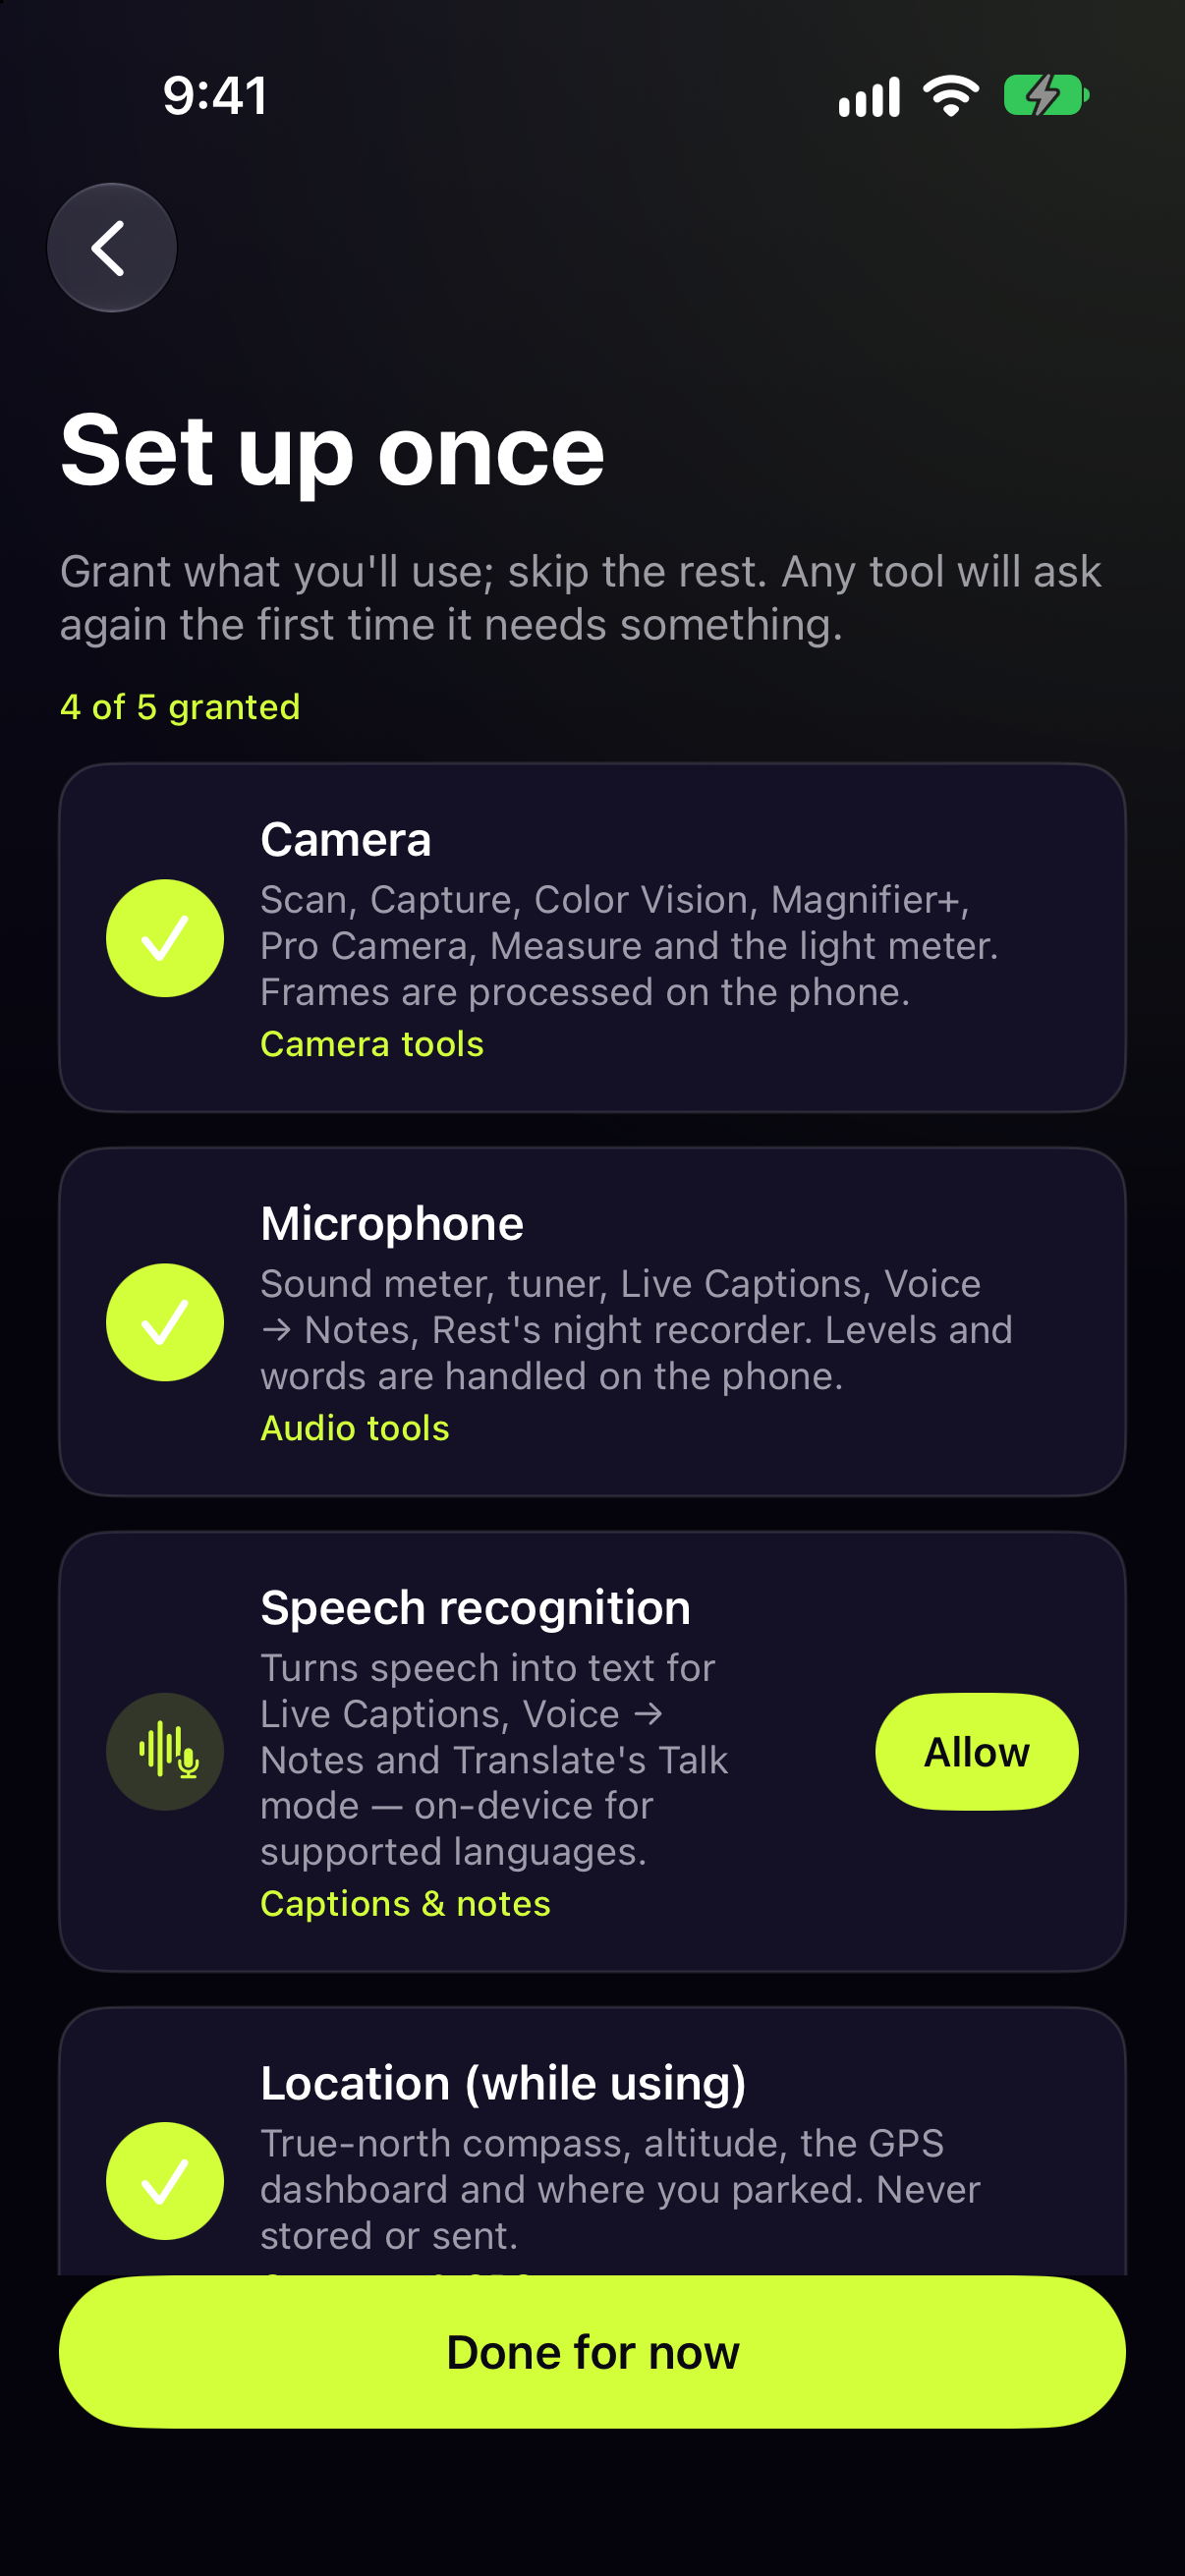 9:41
Set up once
Grant what you'll use; skip the rest. Any tool will ask
again the first time it needs something.
4 of 5 granted
Camera
Scan, Capture, Color Vision, Magnifier+,
Pro Camera, Measure and the light meter.
Frames are processed on the phone.
Camera tools
Microphone
Sound meter, tuner, Live Captions, Voice
→ Notes, Rest's night recorder. Levels and
words are handled on the phone.
Audio tools
Speech recognition
Turns speech into text for
Live Captions, Voice →
Notes and Translate's Talk
mode — on-device for
supported languages.
Captions & notes
Allow
Location (while using)
True-north compass, altitude, the GPS
dashboard and where you parked. Never
stored or sent.
Done for now